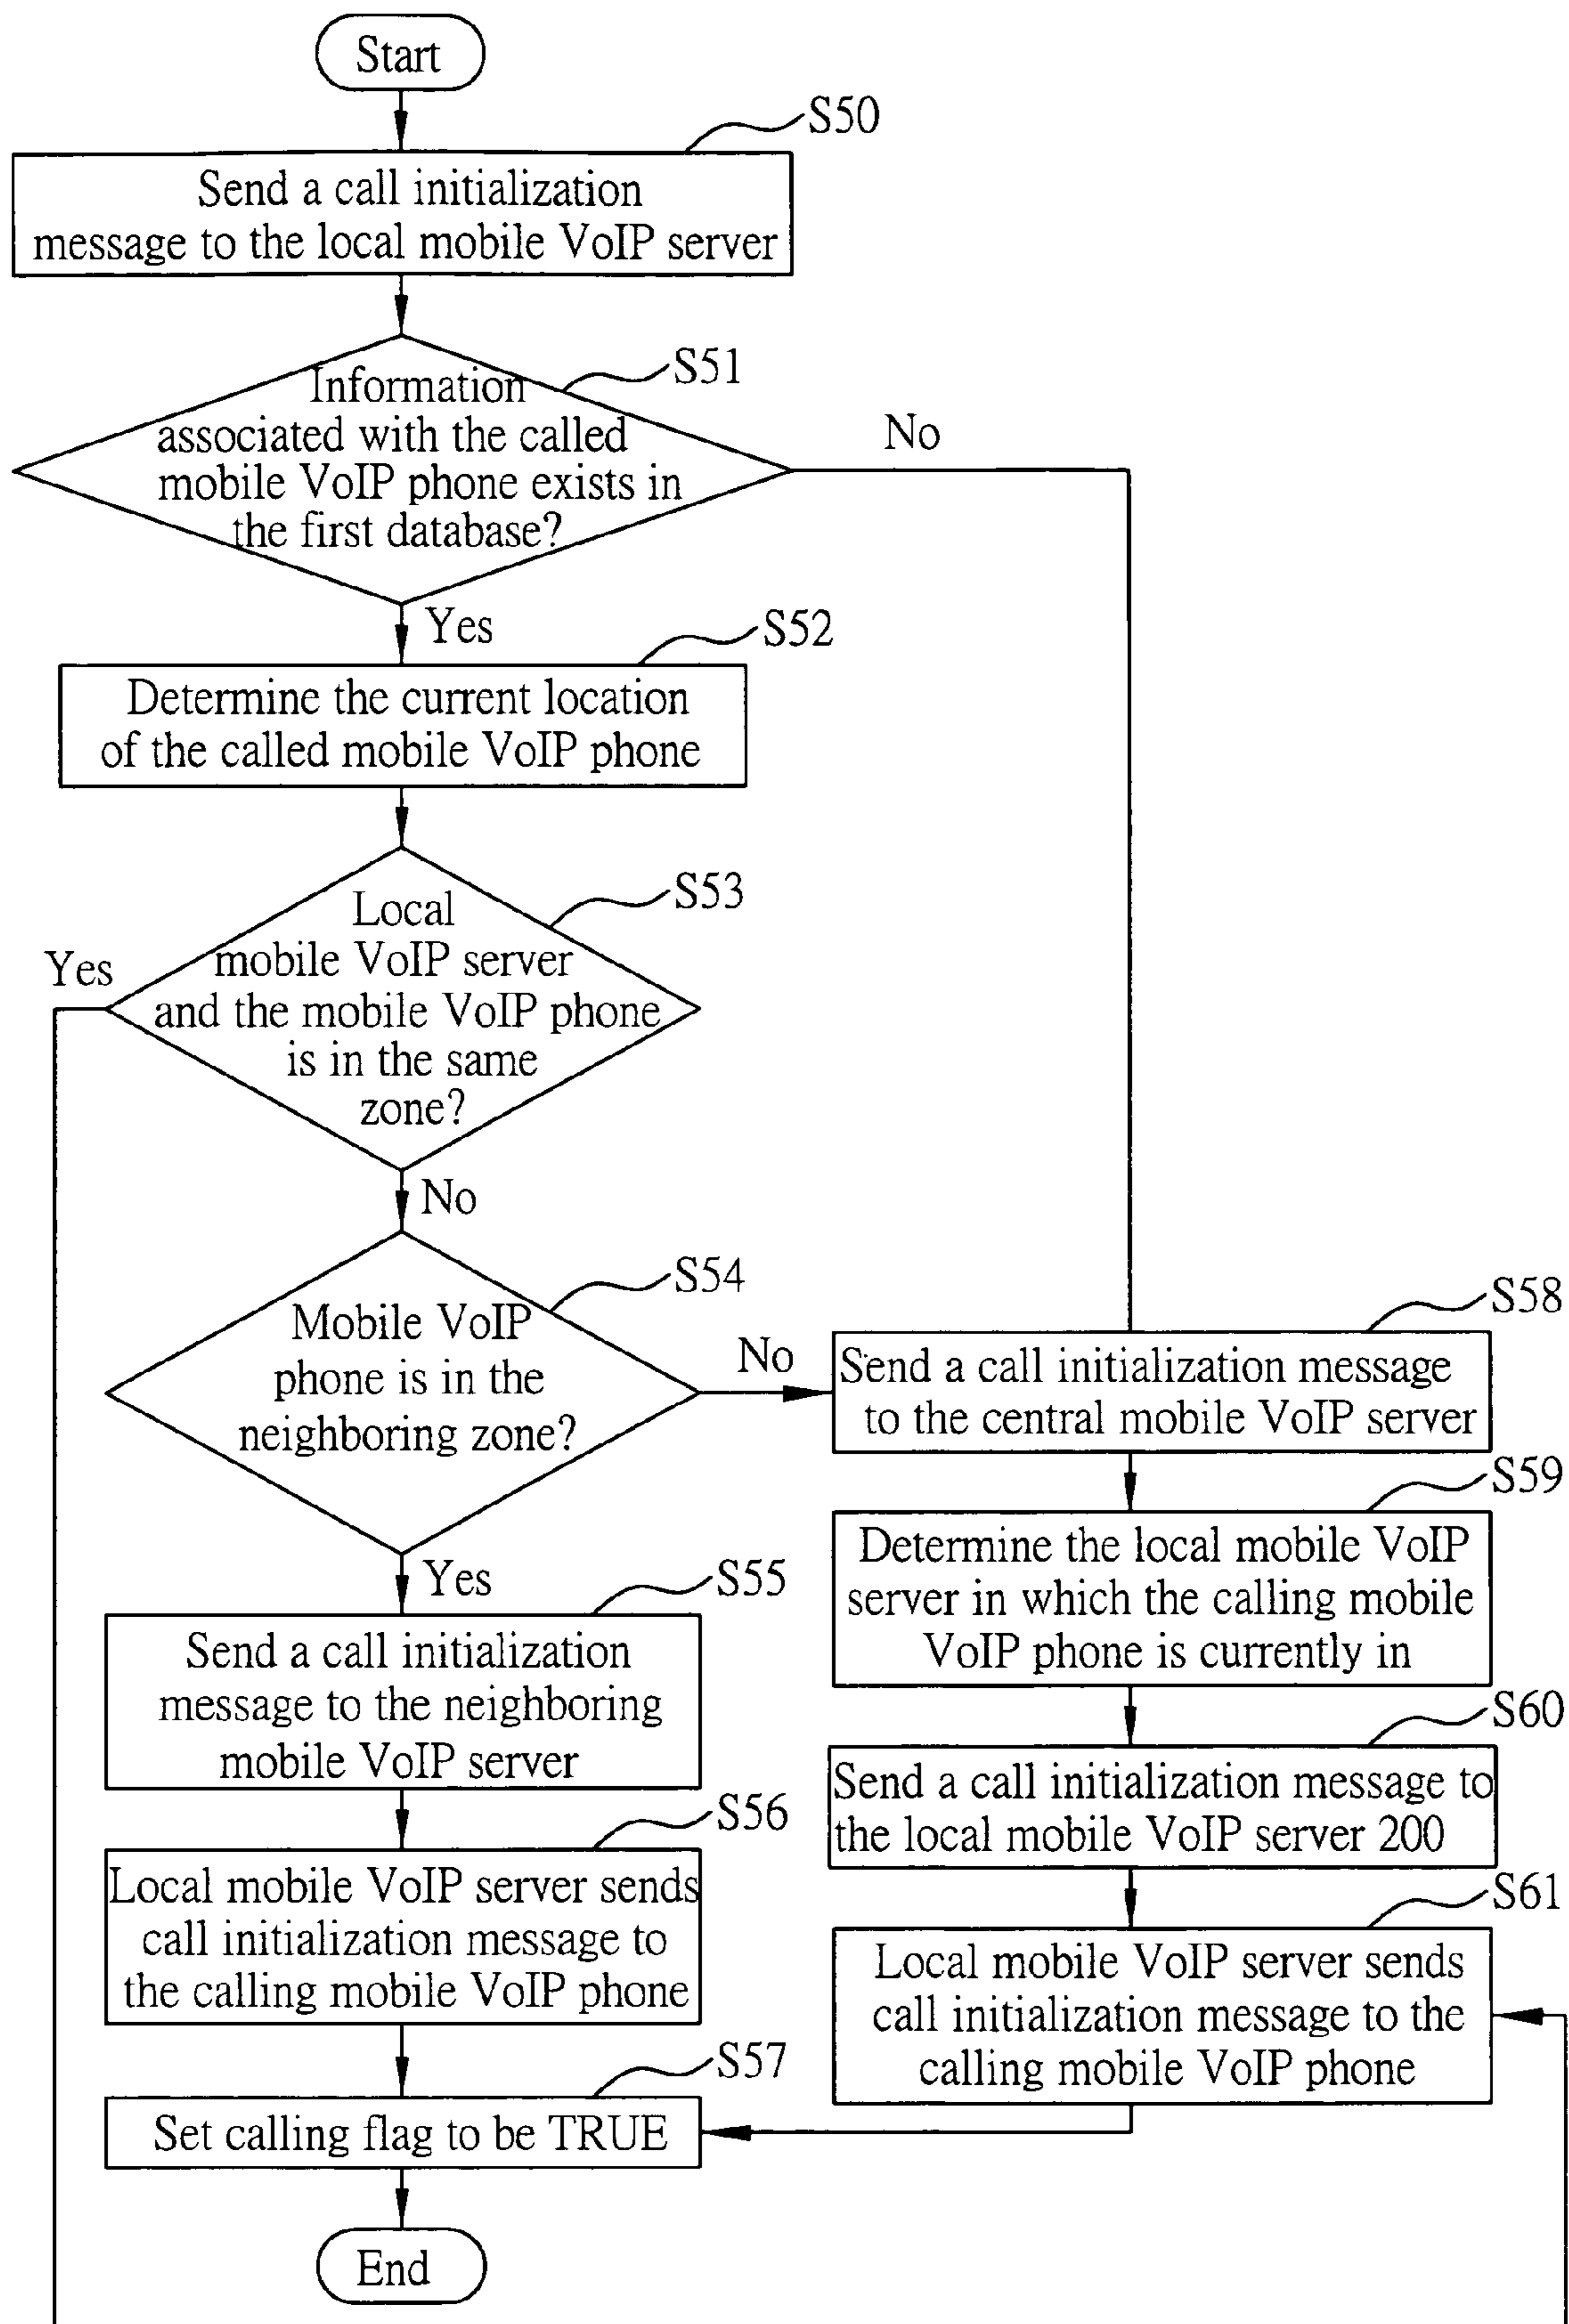 Start
S50
Send a call initialization
message to the local mobile VoIP server
S51
Information
associated with the called
mobile VoIP phone exists in
the first database?
No
Yes
S52
Determine the current location
of the called mobile VoIP phone
S53
Local
mobile VoIP server
and the mobile VoIP phone
is in the same
zone?
Yes
No
S54
Mobile VoIP
phone is in the
neighboring zone?
No
Yes
S58
Send a call initialization message
to the central mobile VoIP server
S59
Determine the local mobile VoIP
server in which the calling mobile
VoIP phone is currently in
S55
Send a call initialization
message to the neighboring
mobile VoIP server
S60
Send a call initialization message to
the local mobile VoIP server 200
S56
Local mobile VoIP server sends
call initialization message to
the calling mobile VoIP phone
S61
Local mobile VoIP server sends
call initialization message to the
calling mobile VoIP phone
S57
Set calling flag to be TRUE
End